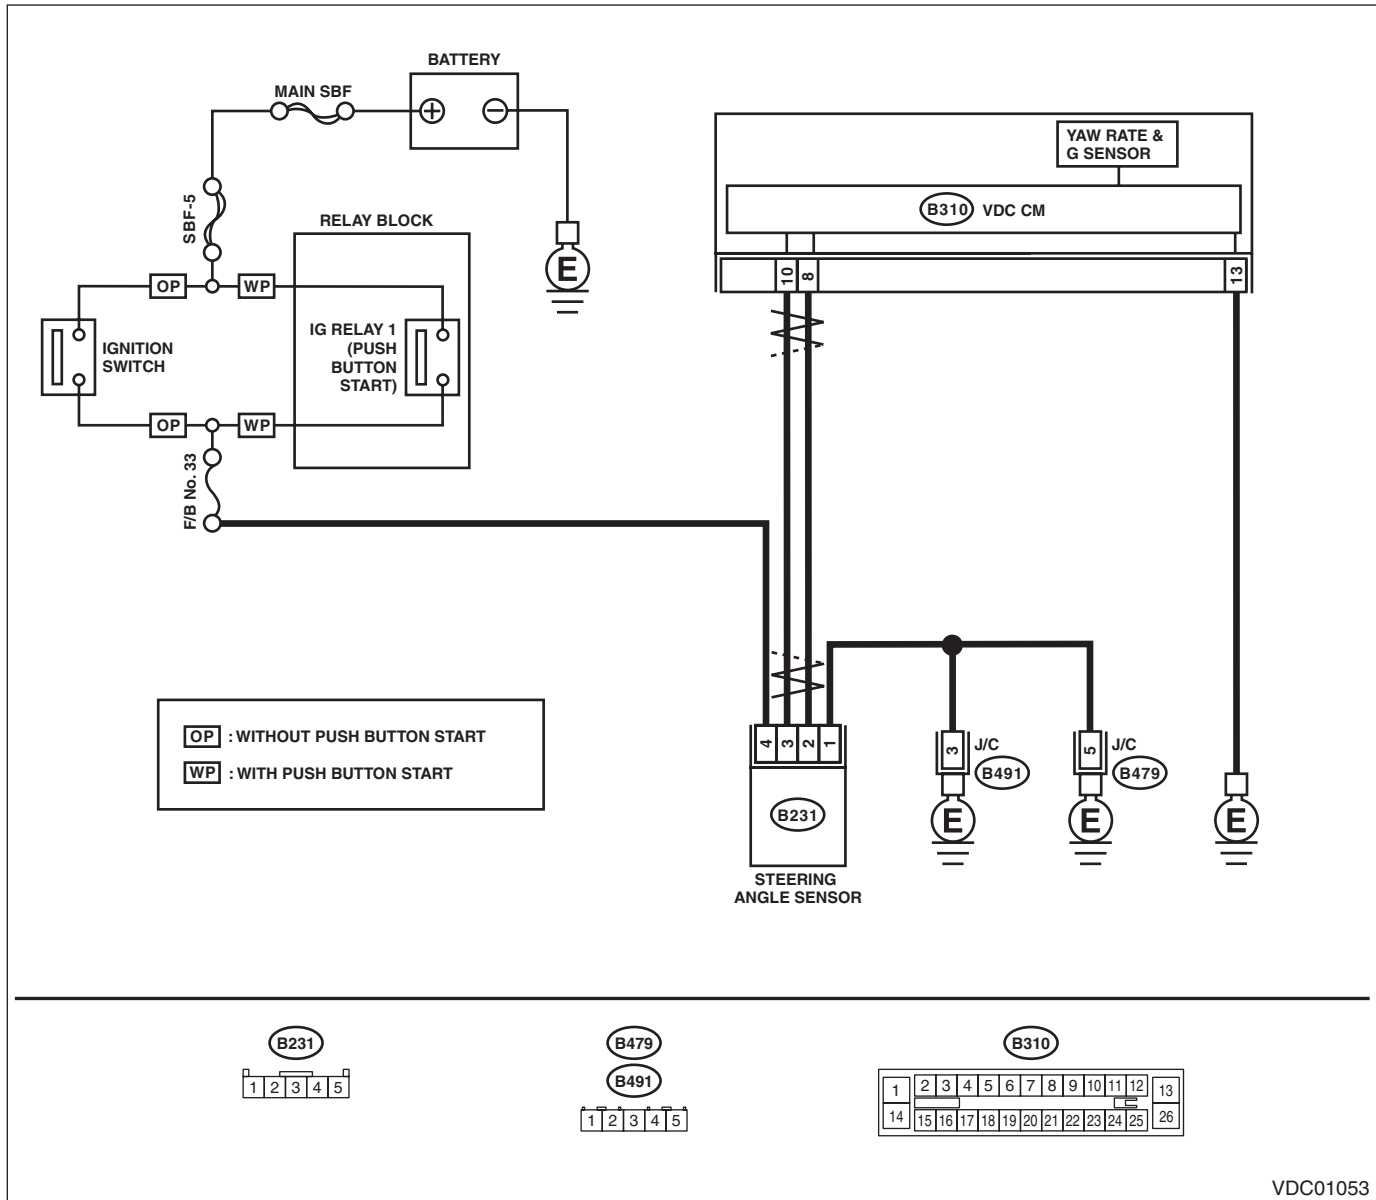 BATTERY
MAIN SBF
+
−
YAW RATE &
G SENSOR
SBF-5
B310 VDC CM
RELAY BLOCK
E
10 8 13
OP WP
IGNITION
SWITCH
IG RELAY 1
(PUSH
BUTTON
START)
OP WP
F/B No. 33
OP : WITHOUT PUSH BUTTON START
WP : WITH PUSH BUTTON START
4 3 2 1
3 J/C
B491
5 J/C
B479
B231
E E E
STEERING
ANGLE SENSOR
B231
1 2 3 4 5
B479
B491
1 2 3 4 5
B310
1 2 3 4 5 6 7 8 9 10 11 12 13
14 15 16 17 18 19 20 21 22 23 24 25 26
VDC01053